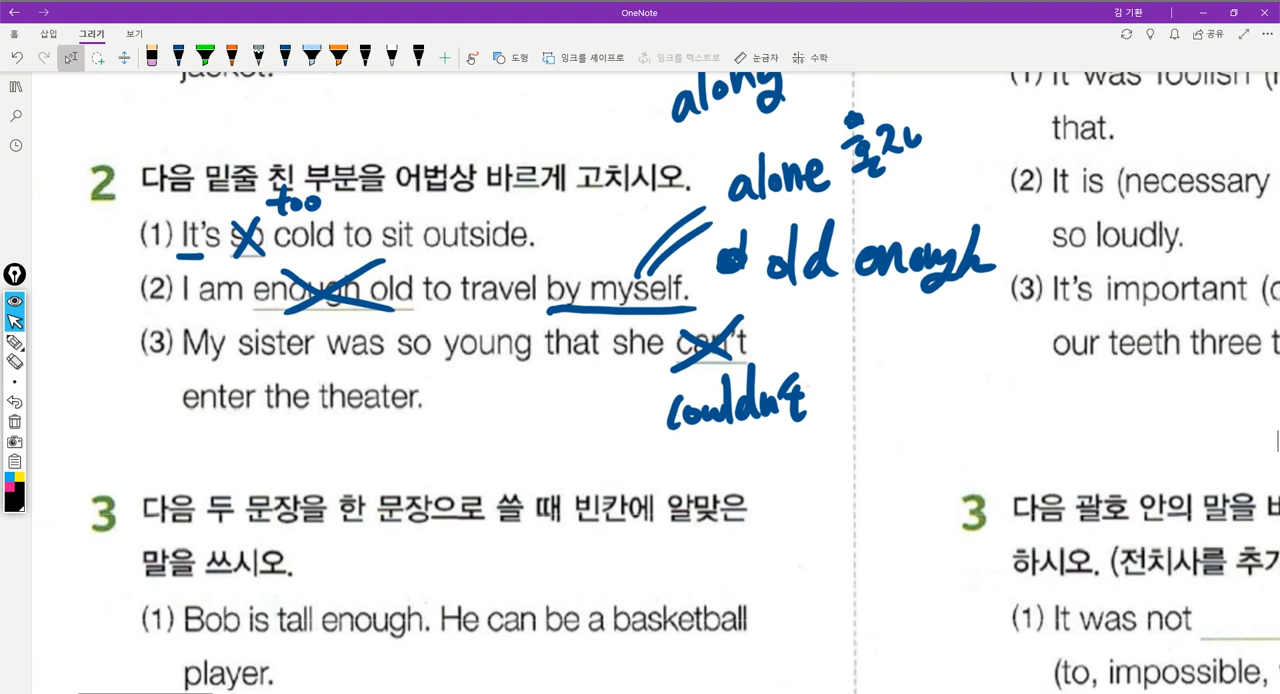 OneNote
김 기환
홈 삽입 그리기 보기
공유
도형 잉크를 셰이프로 잉크를 텍스트로 눈금자 수학
jacket.
along
2 다음 밑줄 친 부분을 어법상 바르게 고치시오.
alone 혼자
too
(1) It's so cold to sit outside.
old enough
(2) I am enough old to travel by myself.
(3) My sister was so young that she can't
enter the theater.
couldn't
3 다음 두 문장을 한 문장으로 쓸 때 빈칸에 알맞은
말을 쓰시오.
(1) Bob is tall enough. He can be a basketball
player.
(1) It was foolish
that.
(2) It is (necessary
so loudly.
(3) It's important
our teeth three
3 다음 괄호 안의 말을
하시오. (전치사를
(1) It was not
(to, impossible,